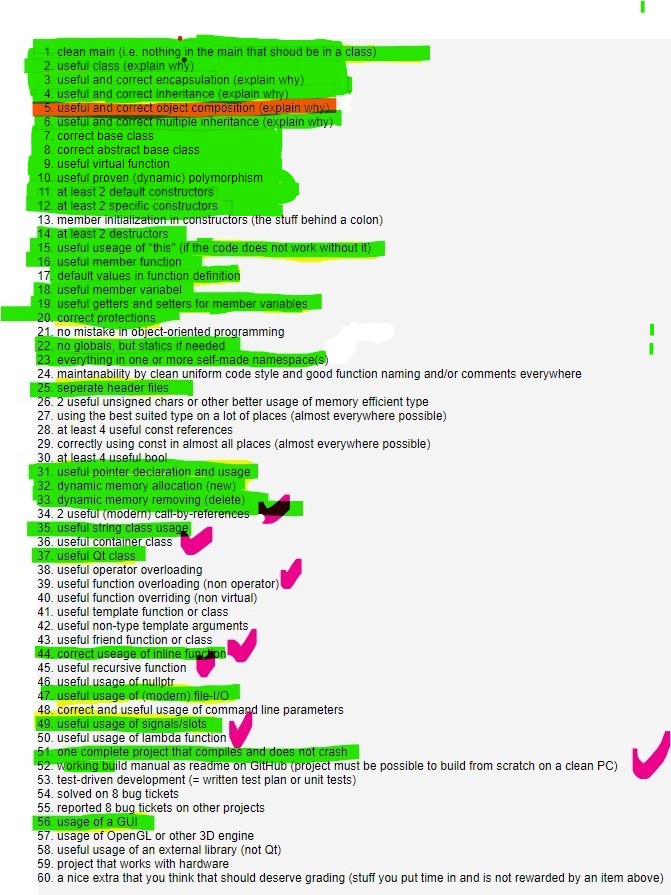 1. clean main (i.e. nothing in the main that shoud be in a class)
2. useful class (explain why)
3. useful and correct encapsulation (explain why)
4. useful and correct inheritance (explain why)
5. useful and correct object composition (explain why)
6. useful and correct multiple inheritance (explain why)
7. correct base class
8. correct abstract base class
9. useful virtual function
10. useful proven (dynamic) polymorphism
11. at least 2 default constructors
12. at least 2 specific constructors
13. member initialization in constructors (the stuff behind a colon)
14. at least 2 destructors
15. useful useage of "this" (if the code does not work without it)
16. useful member function
17. default values in function definition
18. useful member variabel
19. useful getters and setters for member variables
20. correct protections
21. no mistake in object-oriented programming
22. no globals, but statics if needed
23. everything in one or more self-made namespace(s)
24. maintanability by clean uniform code style and good function naming and/or comments everywhere
25. seperate header files
26. 2 useful unsigned chars or other better usage of memory efficient type
27. using the best suited type on a lot of places (almost everywhere possible)
28. at least 4 useful const references
29. correctly using const in almost all places (almost everywhere possible)
30. at least 4 useful bool
31. useful pointer declaration and usage
32. dynamic memory allocation (new)
33. dynamic memory removing (delete)
34. 2 useful (modern) call-by-references
35. useful string class usage
36. useful container class
37. useful Qt class
38. useful operator overloading
39. useful function overloading (non operator)
40. useful function overriding (non virtual)
41. useful template function or class
42. useful non-type template arguments
43. useful friend function or class
44. correct useage of inline function
45. useful recursive function
46. useful usage of nullptr
47. useful usage of (modern) file-I/O
48. correct and useful usage of command line parameters
49. useful usage of signals/slots
50. useful usage of lambda function
51. one complete project that compiles and does not crash
52. working build manual as readme on GitHub (project must be possible to build from scratch on a clean PC)
53. test-driven development (= written test plan or unit tests)
54. solved on 8 bug tickets
55. reported 8 bug tickets on other projects
56. usage of a GUI
57. usage of OpenGL or other 3D engine
58. useful usage of an external library (not Qt)
59. project that works with hardware
60. a nice extra that you think that should deserve grading (stuff you put time in and is not rewarded by an item above)